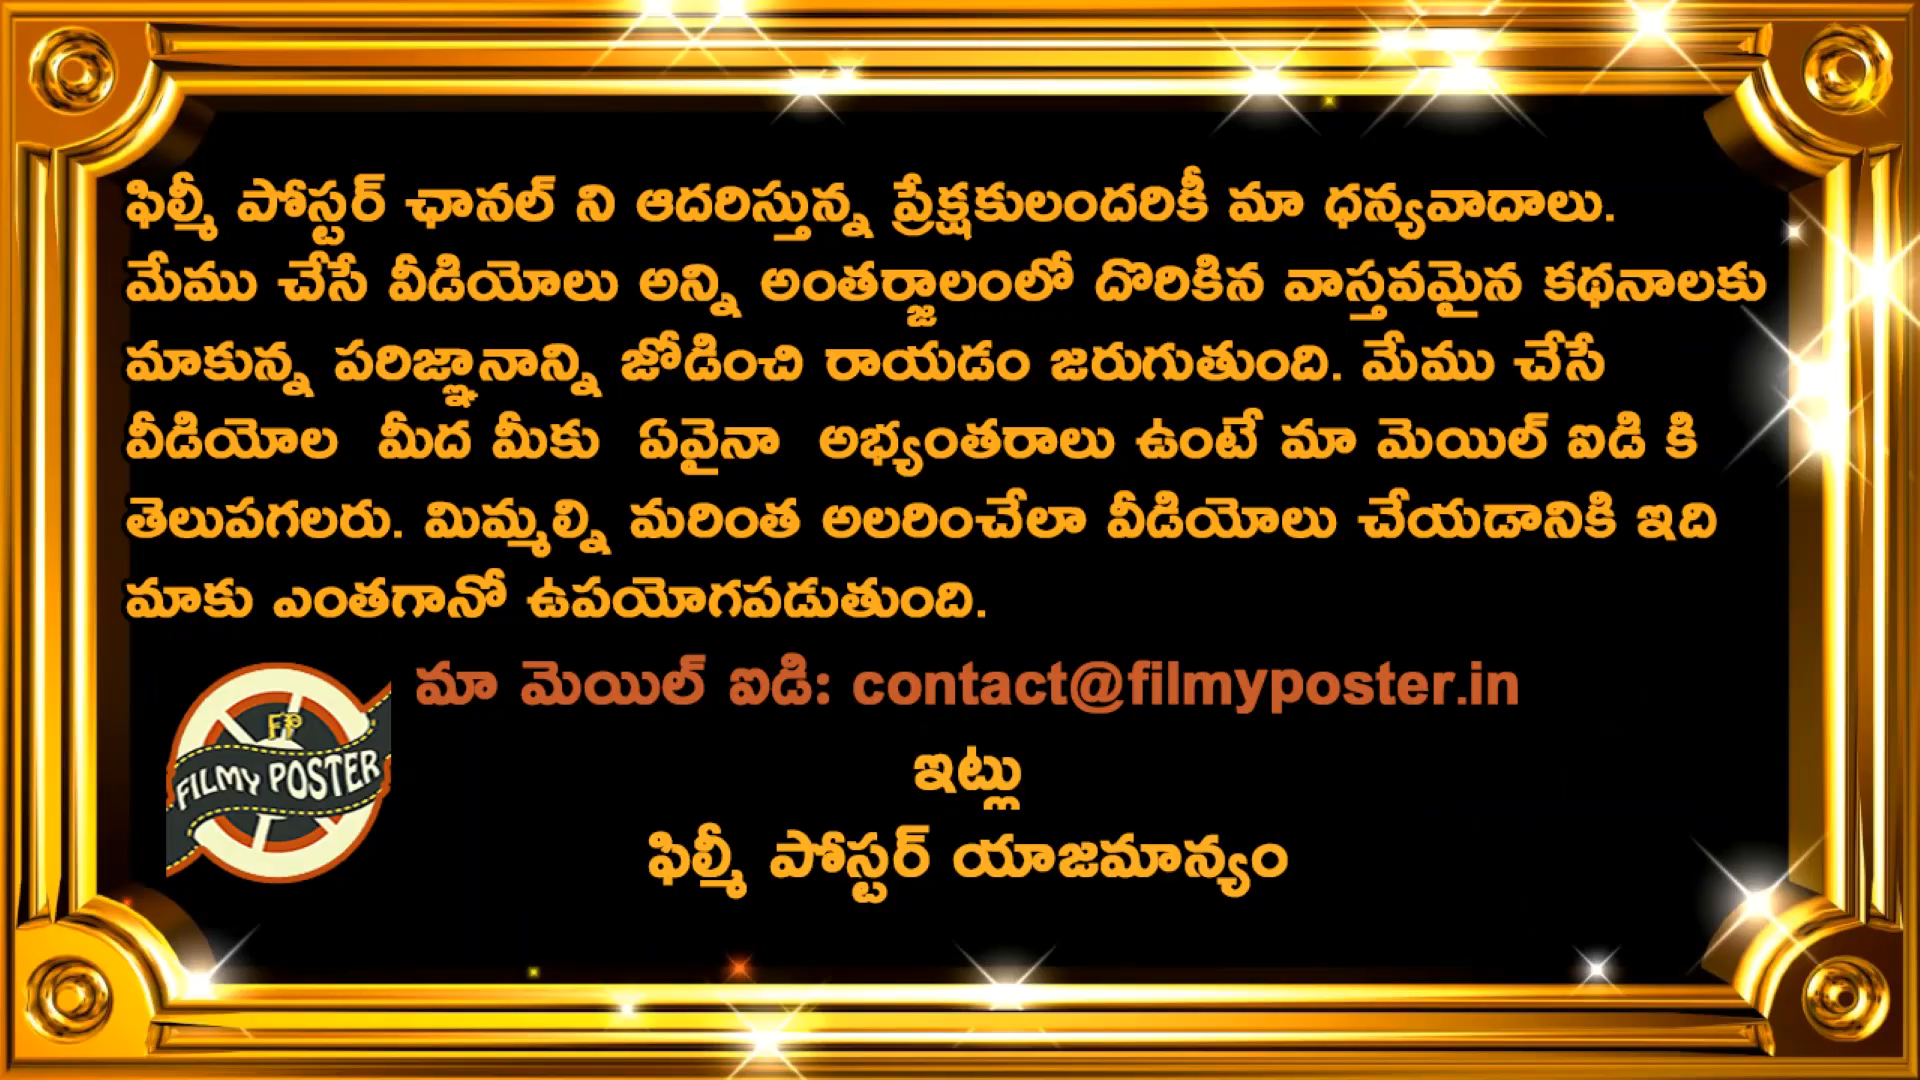 ఫిల్మీ పోస్టర్ ఛానల్ ని ఆదరిస్తున్న ప్రేక్షకులందరికీ మా ధన్యవాదాలు.
మేము చేసే వీడియోలు అన్ని అంతర్జాలంలో దొరికిన వాస్తవమైన కథనాలకు
మాకున్న పరిజ్ఞానాన్ని జోడించి రాయడం జరుగుతుంది. మేము చేసే
వీడియోల మీద మీకు ఏవైనా అభ్యంతరాలు ఉంటే మా మెయిల్ ఐడి కి
తెలుపగలరు. మిమ్మల్ని మరింత అలరించేలా వీడియోలు చేయడానికి ఇది
మాకు ఎంతగానో ఉపయోగపడుతుంది.
మా మెయిల్ ఐడి: contact@filmyposter.in
FP
FILMY POSTER
ఇట్లు
ఫిల్మీ పోస్టర్ యాజమాన్యం